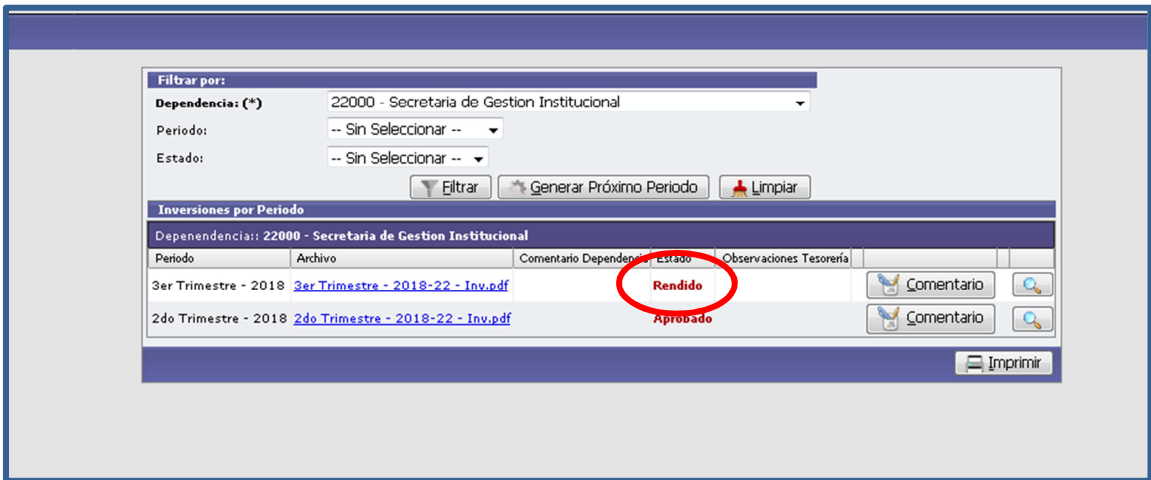 Filtrar por:
Dependencia: (*) 22000 - Secretaria de Gestion Institucional
Periodo: -- Sin Seleccionar --
Estado: -- Sin Seleccionar --
Filtrar Generar Próximo Periodo Limpiar
Inversiones por Periodo
Depenendencia:: 22000 - Secretaria de Gestion Institucional
Periodo Archivo Comentario Dependencia Estado Observaciones Tesorería
3er Trimestre - 2018 3er Trimestre - 2018-22 - Inv.pdf Rendido Comentario
2do Trimestre - 2018 2do Trimestre - 2018-22 - Inv.pdf Aprobado Comentario
Imprimir